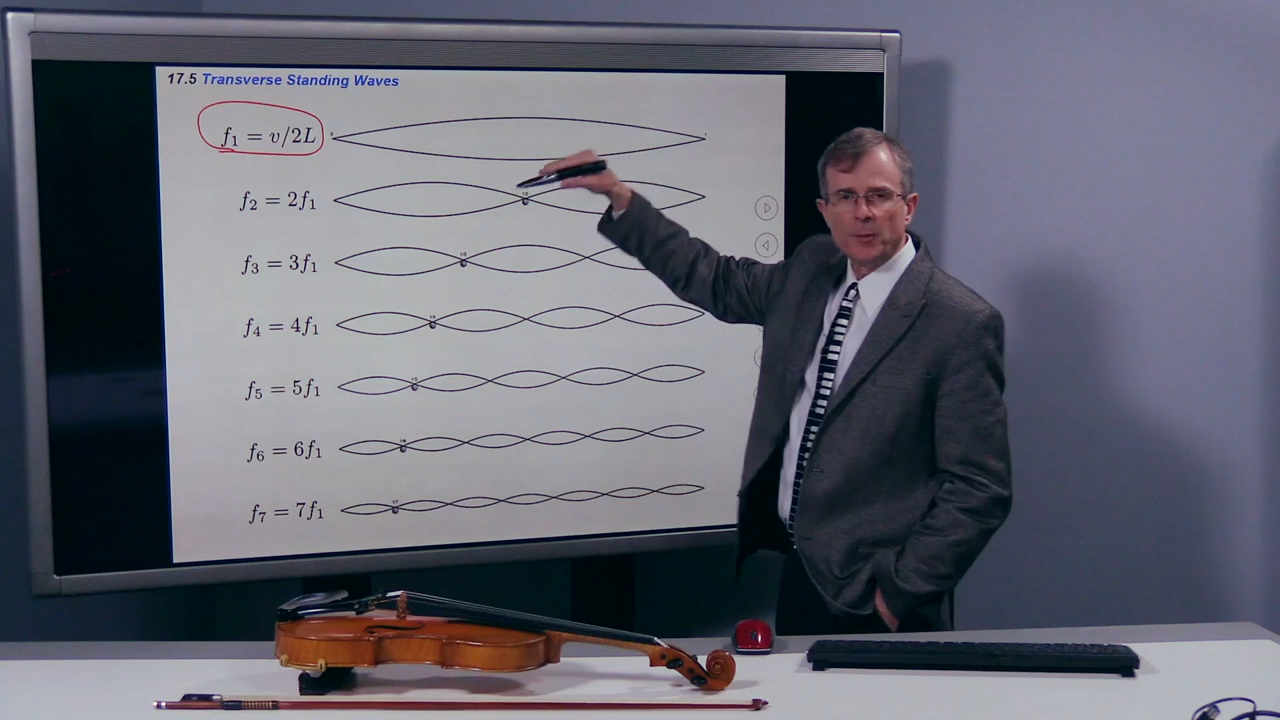 17.5 Transverse Standing Waves
f₁ = v/2L
f₂ = 2f₁
f₃ = 3f₁
f₄ = 4f₁
f₅ = 5f₁
f₆ = 6f₁
f₇ = 7f₁